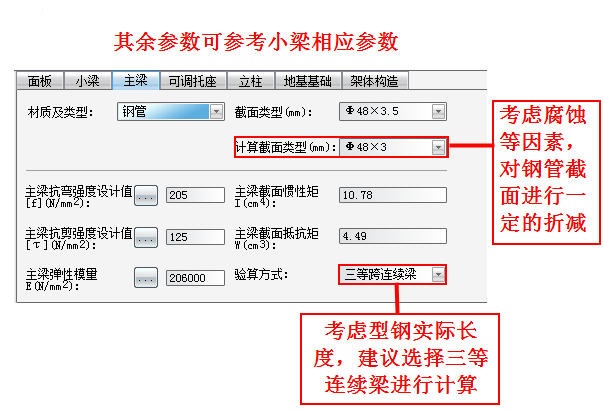 其余参数可参考小梁相应参数
面板 小梁 主梁 可调托座 立柱 地基基础 架体构造
材质及类型: 钢管 截面类型(mm): Φ48×3.5
计算截面类型(mm): Φ48×3
考虑腐蚀
等因素,
对钢管截
面进行一
定的折减
主梁抗弯强度设计值 ... 205 主梁截面惯性矩 10.78
[f](N/mm2): I(cm4):
主梁抗剪强度设计值 ... 125 主梁截面抵抗矩 4.49
[τ](N/mm2): W(cm3):
主梁弹性模量 ... 206000 验算方式: 三等跨连续梁
E(N/mm2):
考虑型钢实际长
度，建议选择三等
连续梁进行计算